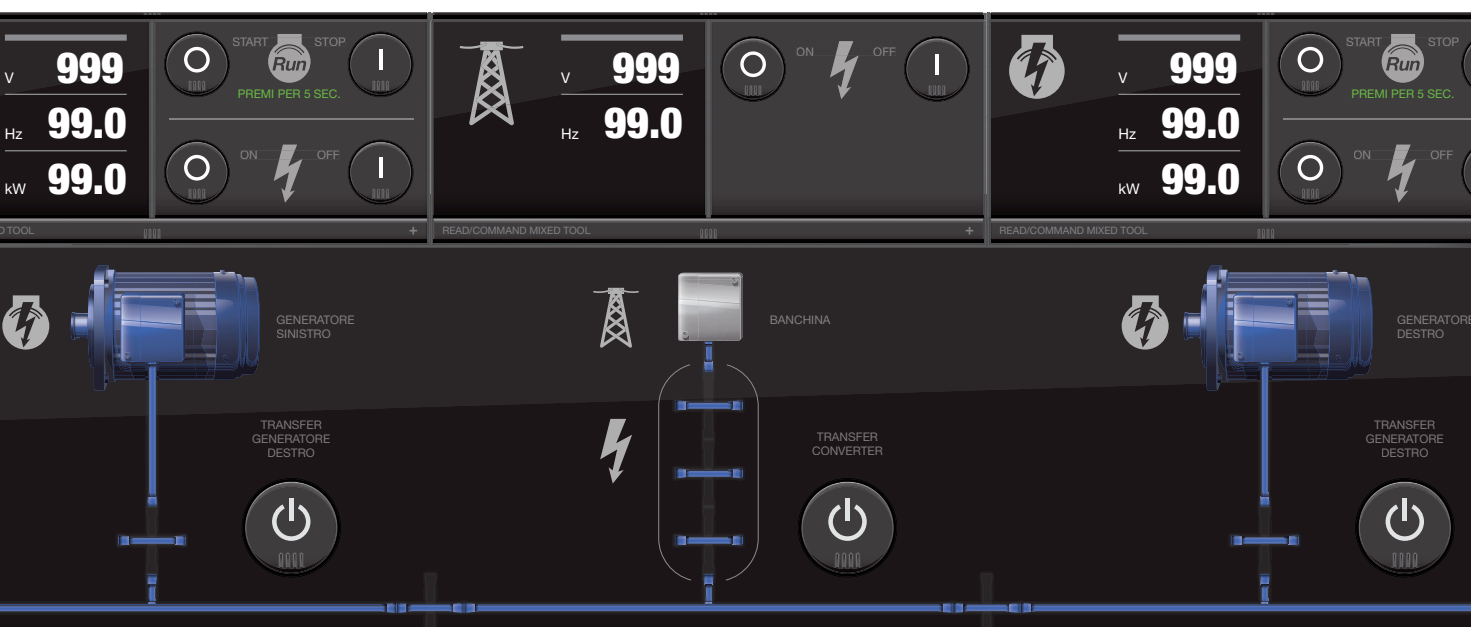 START STOP
Run
PREMI PER 5 SEC.
V 999
Hz 99.0
kW 99.0
ON OFF
TOOL
+
V 999
Hz 99.0
ON OFF
READ/COMMAND MIXED TOOL
+
V 999
Hz 99.0
kW 99.0
START STOP
Run
PREMI PER 5 SEC.
ON OFF
READ/COMMAND MIXED TOOL
GENERATORE
SINISTRO
BANCHINA
GENERATORE
DESTRO
TRANSFER
GENERATORE
DESTRO
TRANSFER
CONVERTER
TRANSFER
GENERATORE
DESTRO